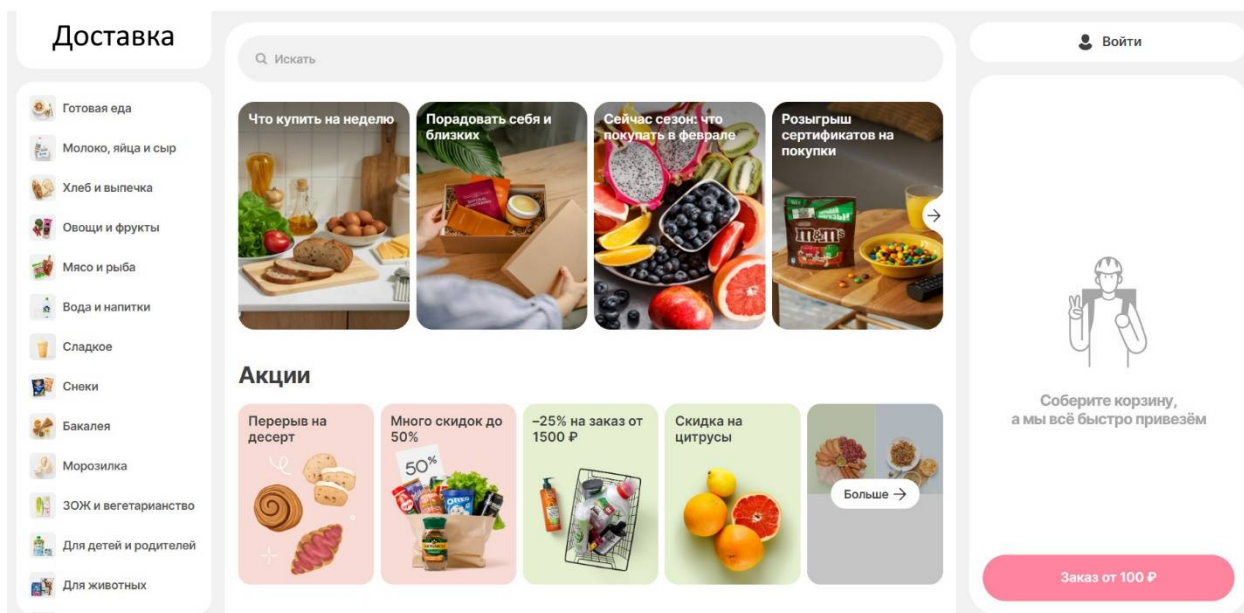 Доставка
Готовая еда
Молоко, яйца и сыр
Хлеб и выпечка
Овощи и фрукты
Мясо и рыба
Вода и напитки
Сладкое
Снеки
Бакалея
Морозилка
ЗОЖ и вегетарианство
Для детей и родителей
Для животных
Искать
Что купить на неделю
Порадовать себя и
близких
Сейчас сезон: что
покупать в феврале
Розыгрыш
сертификатов на
покупки
m&m's
Акции
Перерыв на
десерт
Много скидок до
50%
50%
OREO
–25% на заказ от
1500 ₽
Скидка на
цитрусы
Больше →
Войти
Соберите корзину,
а мы всё быстро привезём
Заказ от 100 ₽